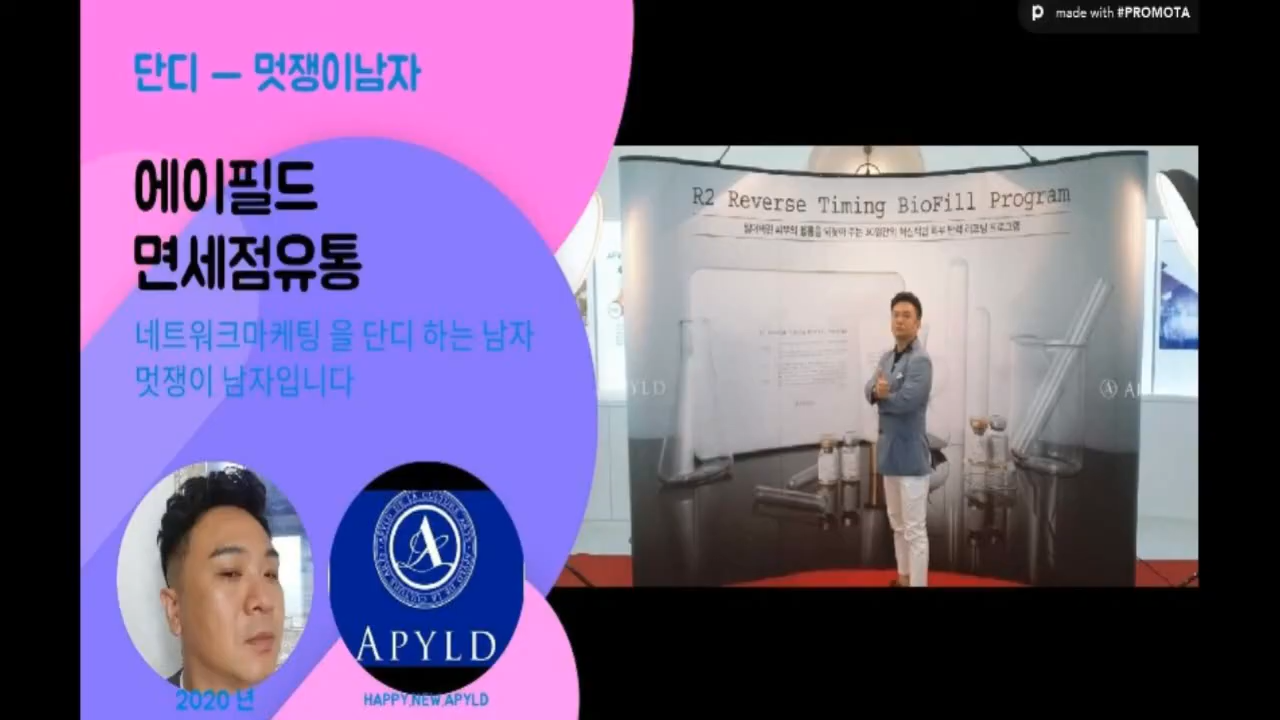 made with #PROMOTA
단디 – 멋쟁이남자
에이필드
면세점유통
네트워크마케팅 을 단디 하는 남자
멋쟁이 남자입니다
R2 Reverse Timing BioFill Program
YLD
AP
APYLD
2020 년
HAPPY NEW APYLD